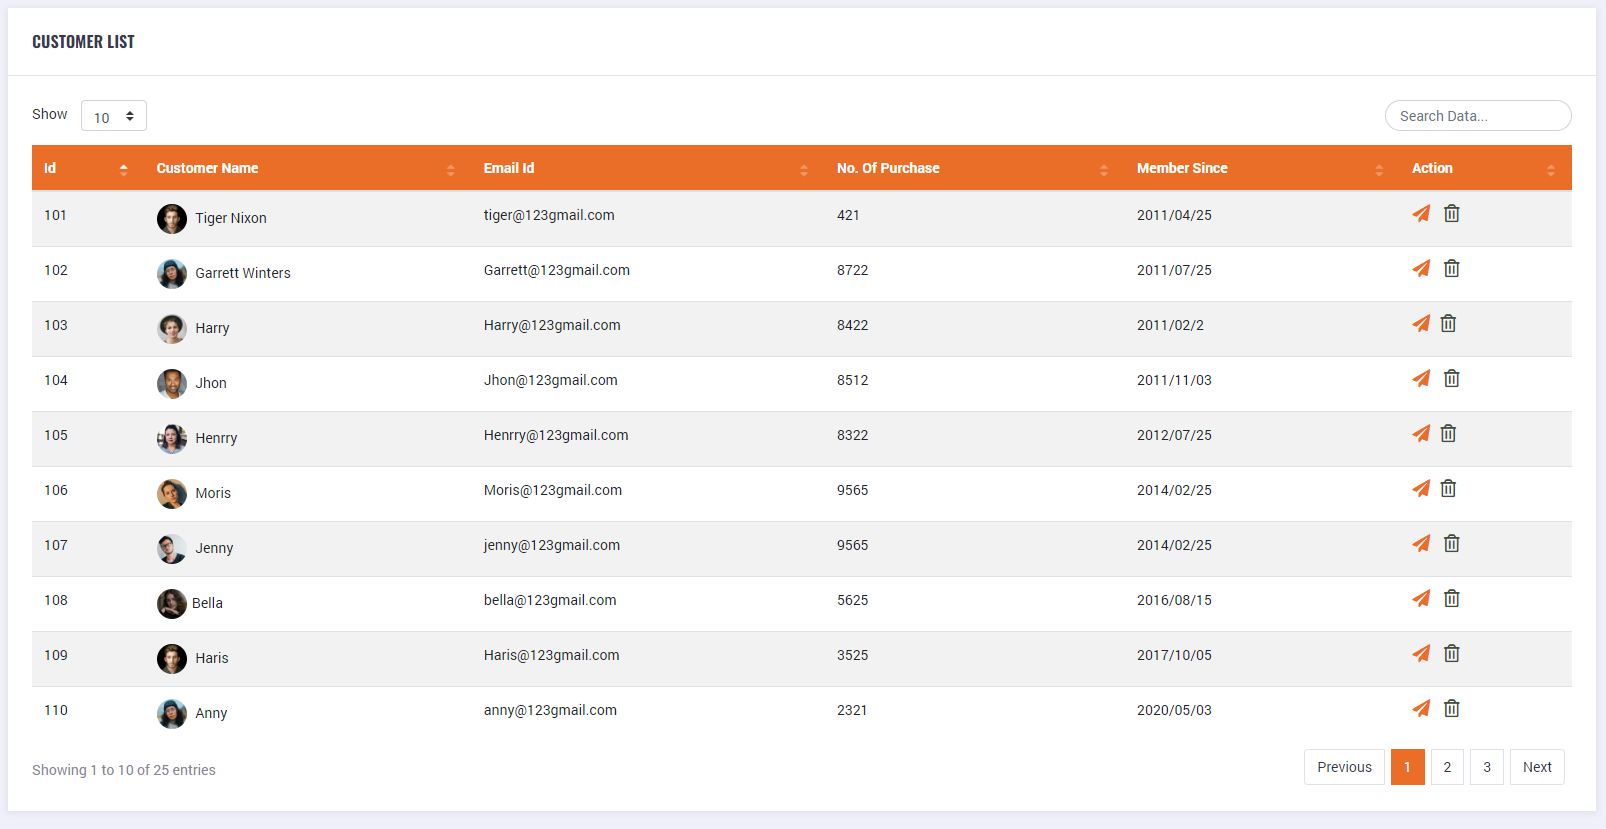 CUSTOMER LIST
Show 10 Search Data...
Id Customer Name Email Id No. Of Purchase Member Since Action
101 Tiger Nixon tiger@123gmail.com 421 2011/04/25
102 Garrett Winters Garrett@123gmail.com 8722 2011/07/25
103 Harry Harry@123gmail.com 8422 2011/02/2
104 Jhon Jhon@123gmail.com 8512 2011/11/03
105 Henrry Henrry@123gmail.com 8322 2012/07/25
106 Moris Moris@123gmail.com 9565 2014/02/25
107 Jenny jenny@123gmail.com 9565 2014/02/25
108 Bella bella@123gmail.com 5625 2016/08/15
109 Haris Haris@123gmail.com 3525 2017/10/05
110 Anny anny@123gmail.com 2321 2020/05/03
Showing 1 to 10 of 25 entries Previous 1 2 3 Next